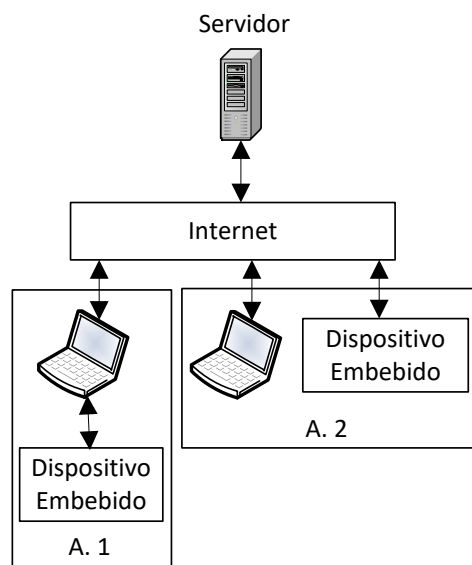 Servidor
Internet
Dispositivo
Embebido
A. 1
Dispositivo
Embebido
A. 2